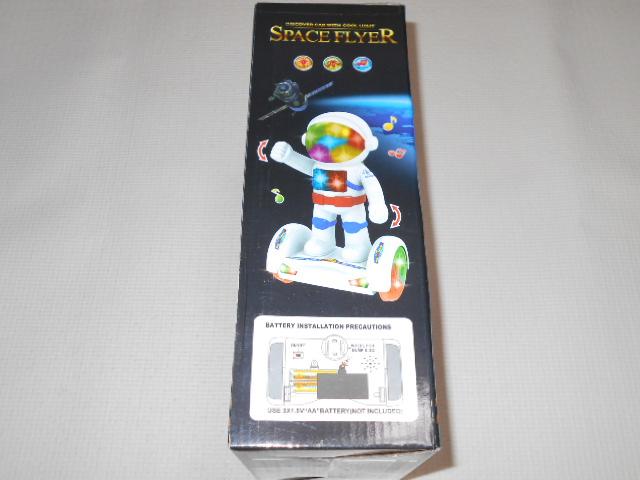 DISCOVER CAR WITH COOL LIGHT
SPACE FLYER
BATTERY INSTALLATION PRECAUTIONS
USE 3X1.5V"AA"BATTERY(NOT INCLUDED)